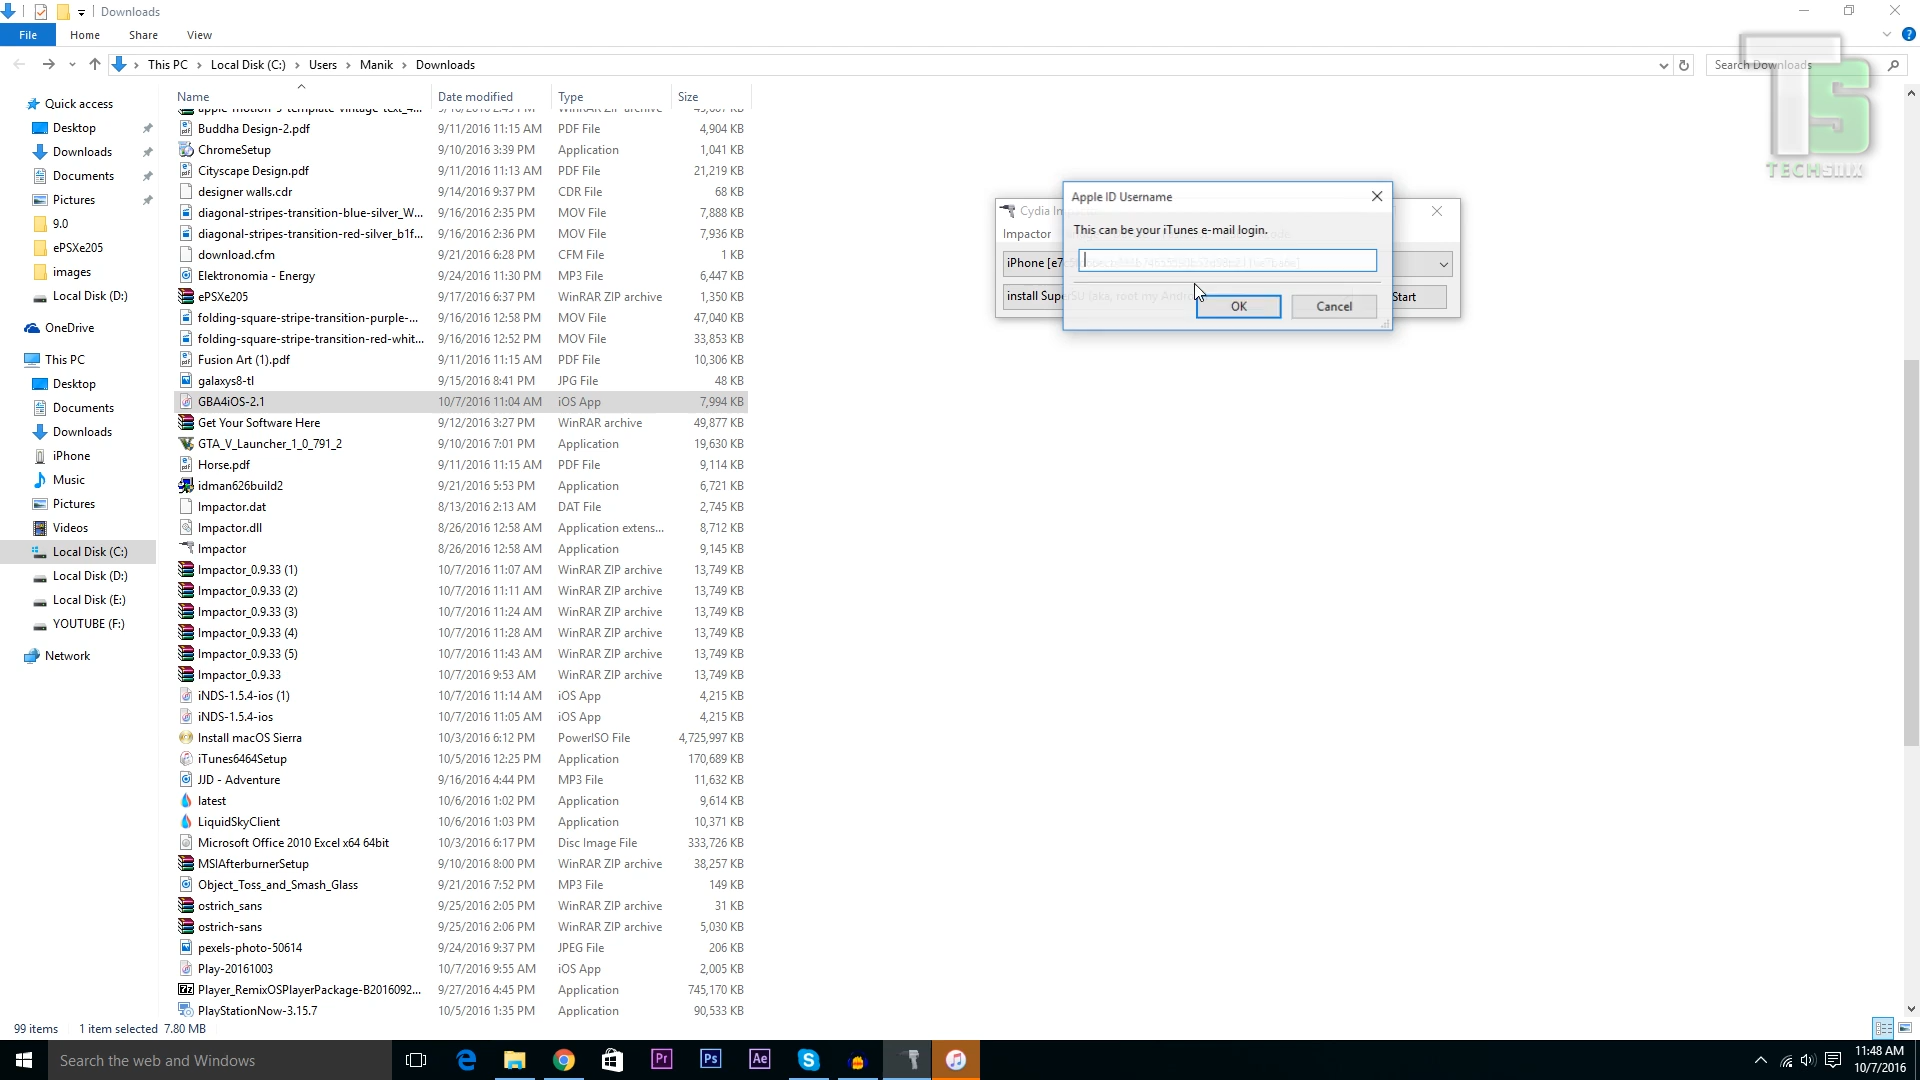 Downloads
File Home Share View
This PC > Local Disk (C:) > Users > Manik > Downloads
Search Downloads
TECHSMIX
Quick access
Desktop
Downloads
Documents
Pictures
9.0
ePSXe205
images
Local Disk (D:)
OneDrive
This PC
Desktop
Documents
Downloads
iPhone
Music
Pictures
Videos
Local Disk (C:)
Local Disk (D:)
Local Disk (E:)
YOUTUBE (F:)
Network
Name Date modified Type Size
Buddha Design-2.pdf 9/11/2016 11:15 AM PDF File 4,904 KB
ChromeSetup 9/10/2016 3:39 PM Application 1,041 KB
Cityscape Design.pdf 9/11/2016 11:13 AM PDF File 21,219 KB
designer walls.cdr 9/14/2016 9:37 PM CDR File 68 KB
diagonal-stripes-transition-blue-silver_W... 9/16/2016 2:35 PM MOV File 7,888 KB
diagonal-stripes-transition-red-silver_b1f... 9/16/2016 2:36 PM MOV File 7,936 KB
download.cfm 9/21/2016 6:28 PM CFM File 1 KB
Elektronomia - Energy 9/24/2016 11:30 PM MP3 File 6,447 KB
ePSXe205 9/17/2016 6:37 PM WinRAR ZIP archive 1,350 KB
folding-square-stripe-transition-purple-... 9/16/2016 12:58 PM MOV File 47,040 KB
folding-square-stripe-transition-red-whit... 9/16/2016 12:52 PM MOV File 33,853 KB
Fusion Art (1).pdf 9/11/2016 11:15 AM PDF File 10,306 KB
galaxys8-tl 9/15/2016 8:41 PM JPG File 48 KB
GBA4iOS-2.1 10/7/2016 11:04 AM iOS App 7,994 KB
Get Your Software Here 9/12/2016 3:27 PM WinRAR archive 49,877 KB
GTA_V_Launcher_1_0_791_2 9/10/2016 7:01 PM Application 19,630 KB
Horse.pdf 9/11/2016 11:15 AM PDF File 9,114 KB
idman626build2 9/21/2016 5:53 PM Application 6,721 KB
Impactor.dat 8/13/2016 2:13 AM DAT File 2,745 KB
Impactor.dll 8/26/2016 12:58 AM Application extens... 8,712 KB
Impactor 8/26/2016 12:58 AM Application 9,145 KB
Impactor_0.9.33 (1) 10/7/2016 11:07 AM WinRAR ZIP archive 13,749 KB
Impactor_0.9.33 (2) 10/7/2016 11:11 AM WinRAR ZIP archive 13,749 KB
Impactor_0.9.33 (3) 10/7/2016 11:24 AM WinRAR ZIP archive 13,749 KB
Impactor_0.9.33 (4) 10/7/2016 11:28 AM WinRAR ZIP archive 13,749 KB
Impactor_0.9.33 (5) 10/7/2016 11:43 AM WinRAR ZIP archive 13,749 KB
Impactor_0.9.33 10/7/2016 9:53 AM WinRAR ZIP archive 13,749 KB
iNDS-1.5.4-ios (1) 10/7/2016 11:14 AM iOS App 4,215 KB
iNDS-1.5.4-ios 10/7/2016 11:05 AM iOS App 4,215 KB
Install macOS Sierra 10/3/2016 6:12 PM PowerISO File 4,725,997 KB
iTunes6464Setup 10/5/2016 12:25 PM Application 170,689 KB
JJD - Adventure 9/16/2016 4:44 PM MP3 File 11,632 KB
latest 10/6/2016 1:02 PM Application 9,614 KB
LiquidSkyClient 10/6/2016 1:03 PM Application 10,371 KB
Microsoft Office 2010 Excel x64 64bit 10/3/2016 6:17 PM Disc Image File 333,726 KB
MSIAfterburnerSetup 9/10/2016 8:00 PM WinRAR ZIP archive 38,257 KB
Object_Toss_and_Smash_Glass 9/21/2016 7:52 PM MP3 File 149 KB
ostrich_sans 9/25/2016 2:05 PM WinRAR ZIP archive 31 KB
ostrich-sans 9/25/2016 2:06 PM WinRAR ZIP archive 5,030 KB
pexels-photo-50614 9/24/2016 9:37 PM JPEG File 206 KB
Play-20161003 10/7/2016 9:55 AM iOS App 2,005 KB
Player_RemixOSPlayerPackage-B2016092... 9/27/2016 4:45 PM Application 745,170 KB
PlayStationNow-3.15.7 10/5/2016 1:35 PM Application 90,533 KB
Cydia
Impactor
iPhone
install SuperSU
Start
Apple ID Username
This can be your iTunes e-mail login.
OK Cancel
99 items 1 item selected 7.80 MB
Search the web and Windows
Pr Ps Ae
11:48 AM
10/7/2016